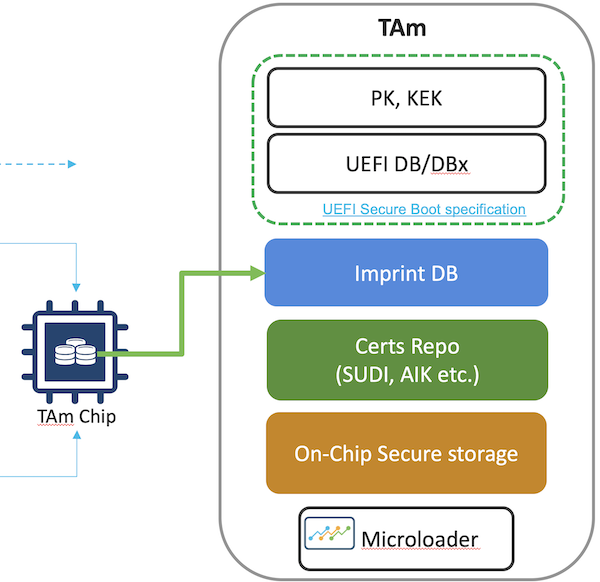 TAm
PK, KEK
UEFI DB/DBx
UEFI Secure Boot specification
Imprint DB
Certs Repo
(SUDI, AIK etc.)
TAm Chip
On-Chip Secure storage
Microloader